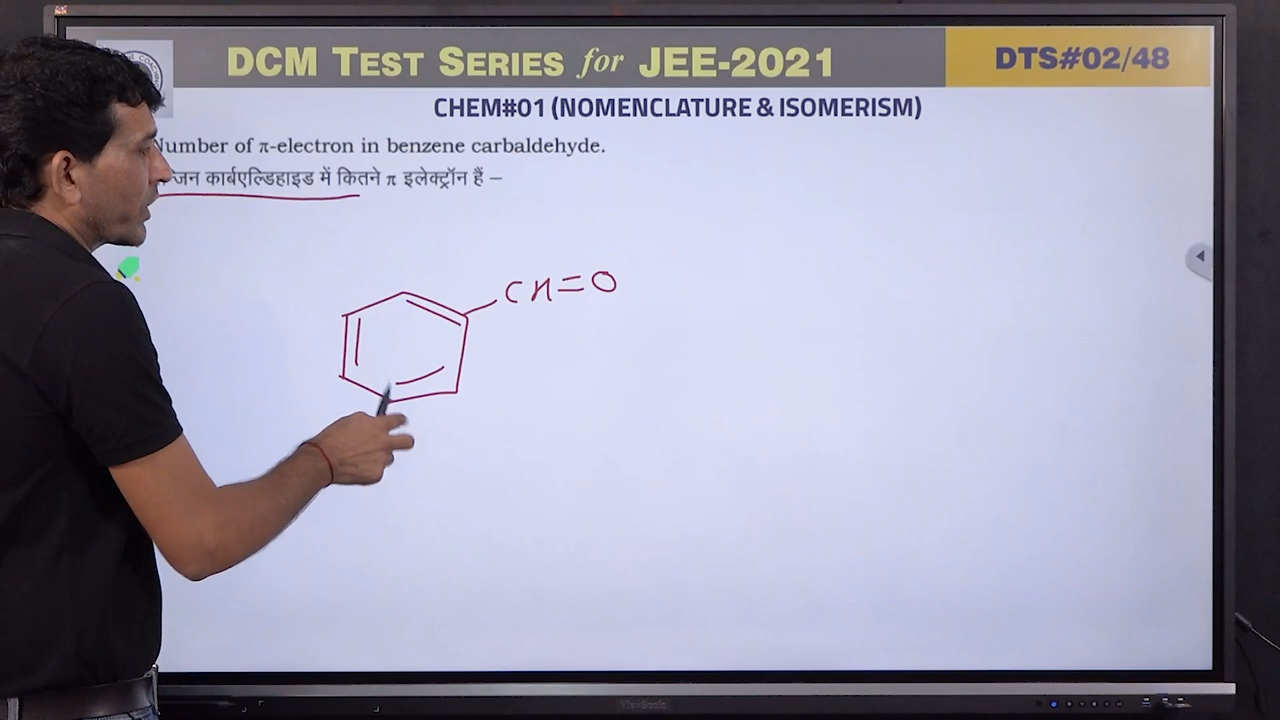 DCM TEST SERIES for JEE-2021
DTS#02/48
CHEM#01 (NOMENCLATURE & ISOMERISM)
Number of π-electron in benzene carbaldehyde.
कार्बएल्डिहाइड में कितने π इलेक्ट्रॉन हैं –
CH=O
ViewSonic